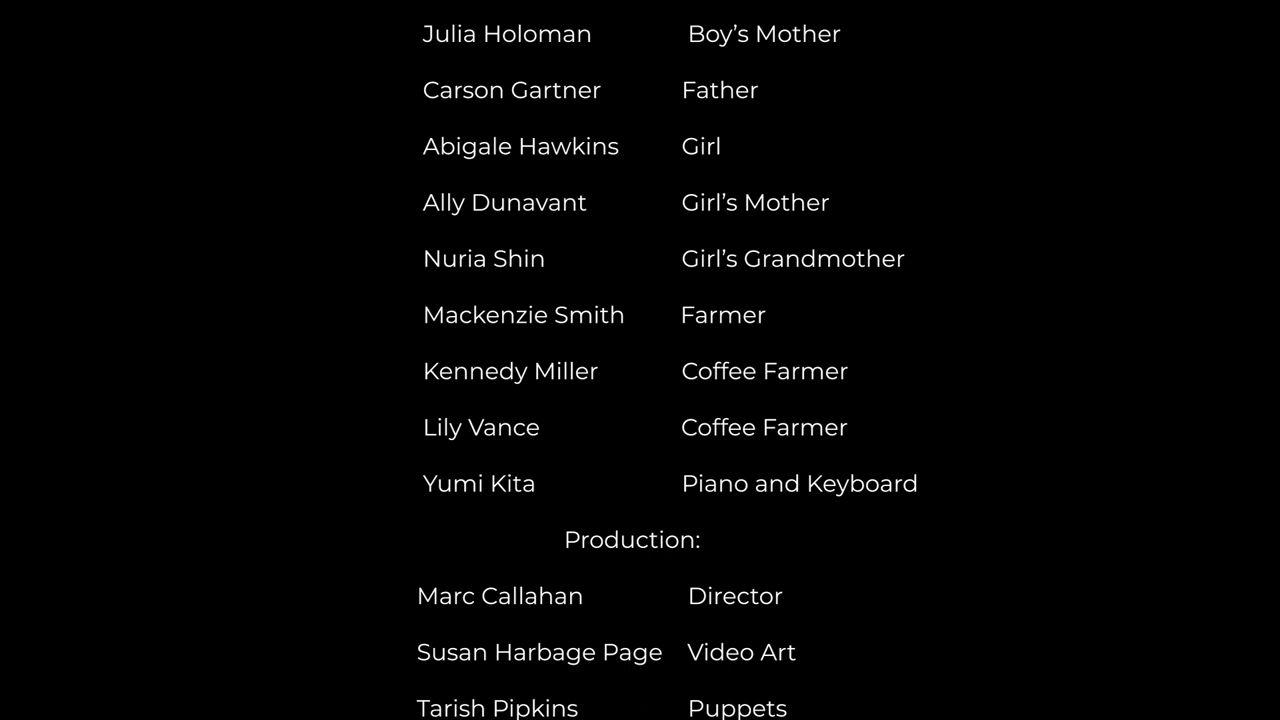 Julia Holoman Boy’s Mother
Carson Gartner Father
Abigale Hawkins Girl
Ally Dunavant Girl’s Mother
Nuria Shin Girl’s Grandmother
Mackenzie Smith Farmer
Kennedy Miller Coffee Farmer
Lily Vance Coffee Farmer
Yumi Kita Piano and Keyboard
Production:
Marc Callahan Director
Susan Harbage Page Video Art
Tarish Pipkins Puppets